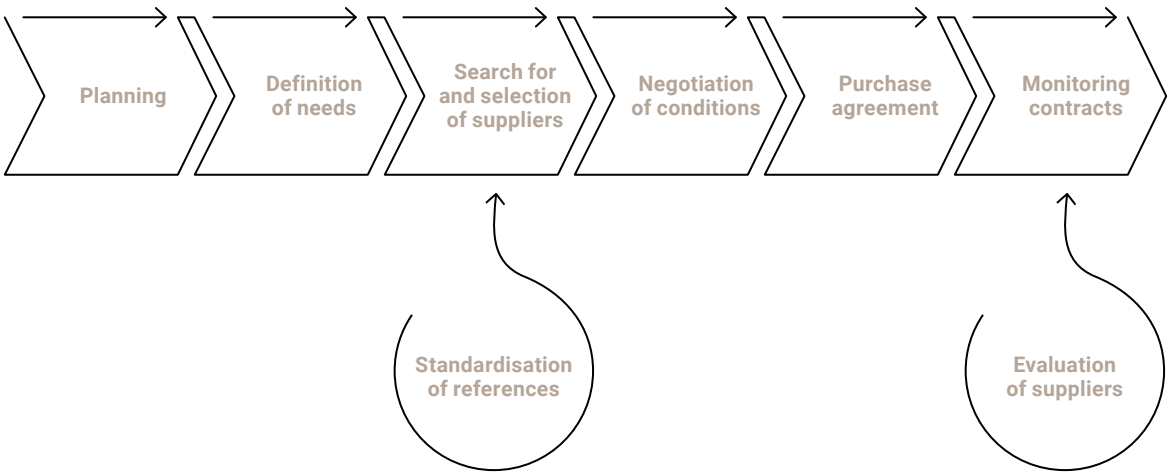 Planning
Definition
of needs
Search for
and selection
of suppliers
Negotiation
of conditions
Purchase
agreement
Monitoring
contracts
Standardisation
of references
Evaluation
of suppliers